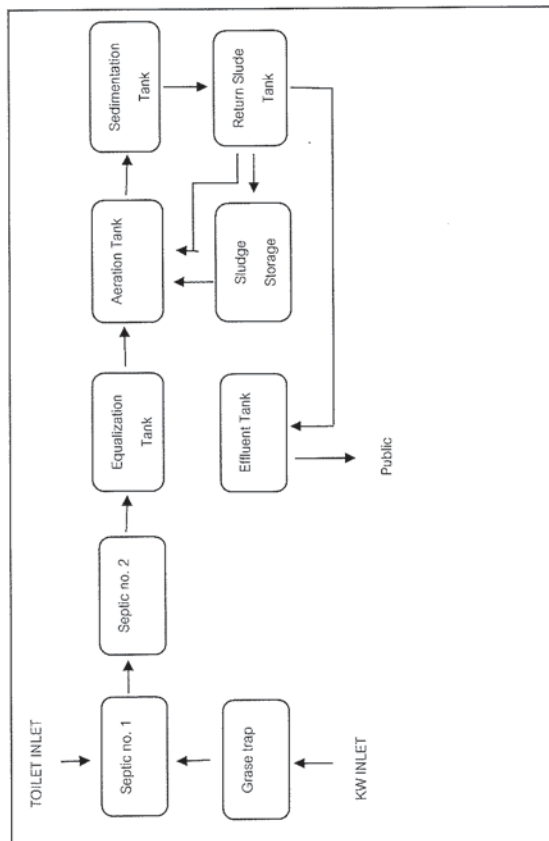 TOILET INLET
Septic no. 1
Grase trap
KW INLET
Septic no. 2
Equalization
Tank
Aeration Tank
Sedimentation
Tank
Return Slude
Tank
Sludge
Storage
Effluent Tank
Public